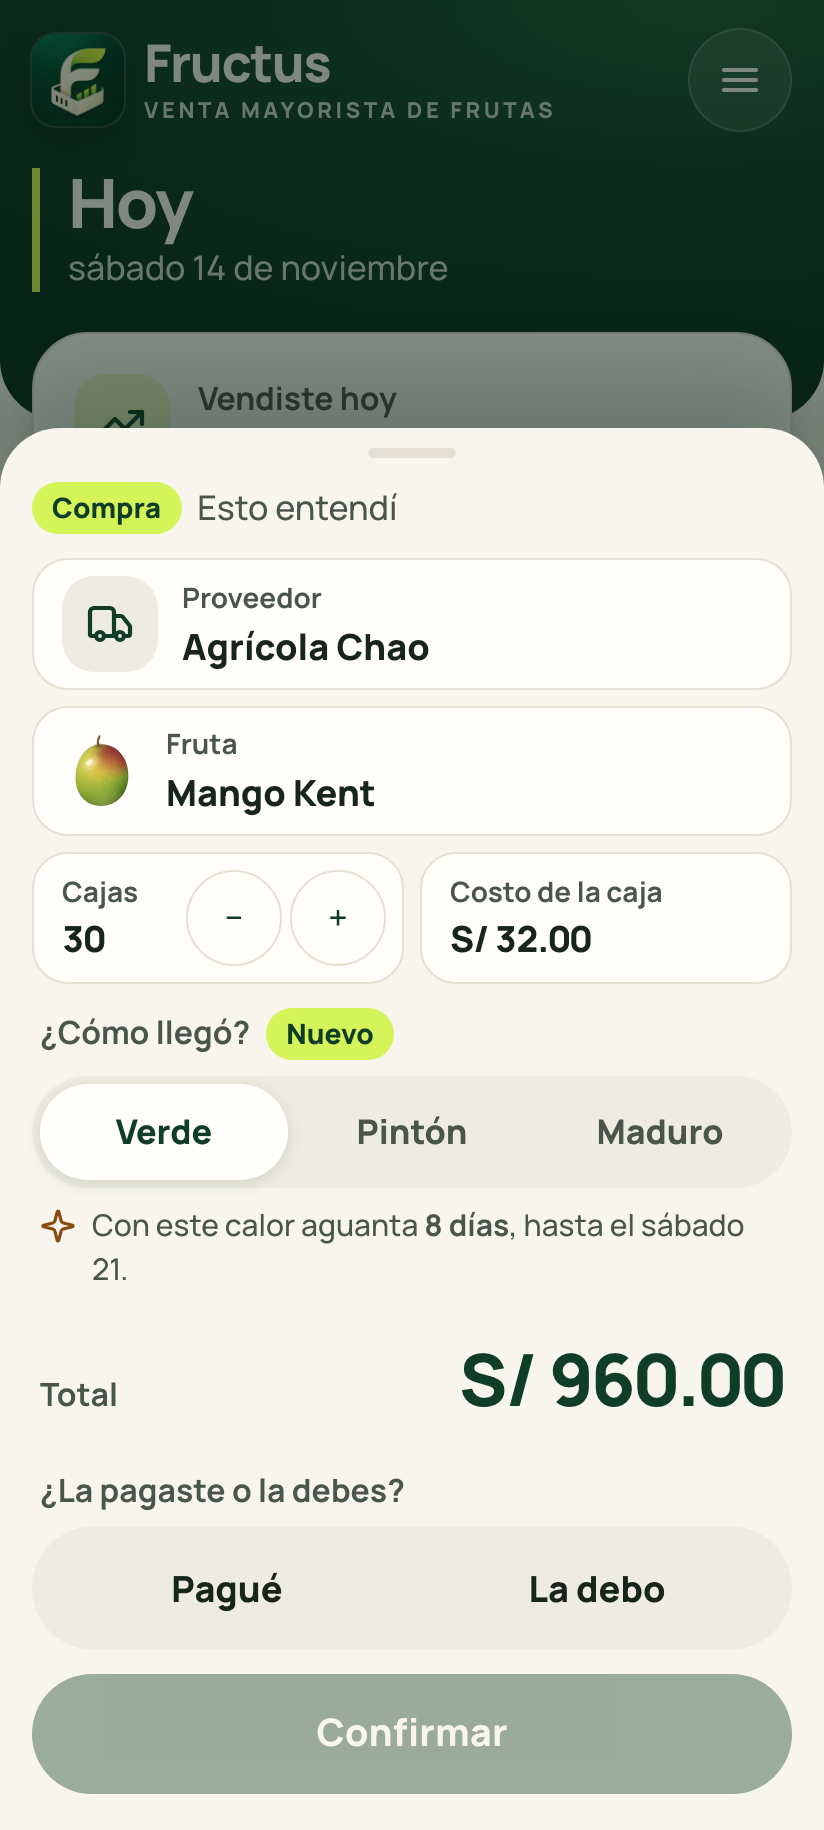 Fructus
VENTA MAYORISTA DE FRUTAS
Hoy
sábado 14 de noviembre
Vendiste hoy
Compra Esto entendí
Proveedor
Agrícola Chao
Fruta
Mango Kent
Cajas
30
− +
Costo de la caja
S/ 32.00
¿Cómo llegó? Nuevo
Verde Pintón Maduro
Con este calor aguanta 8 días, hasta el sábado
21.
Total S/ 960.00
¿La pagaste o la debes?
Pagué La debo
Confirmar